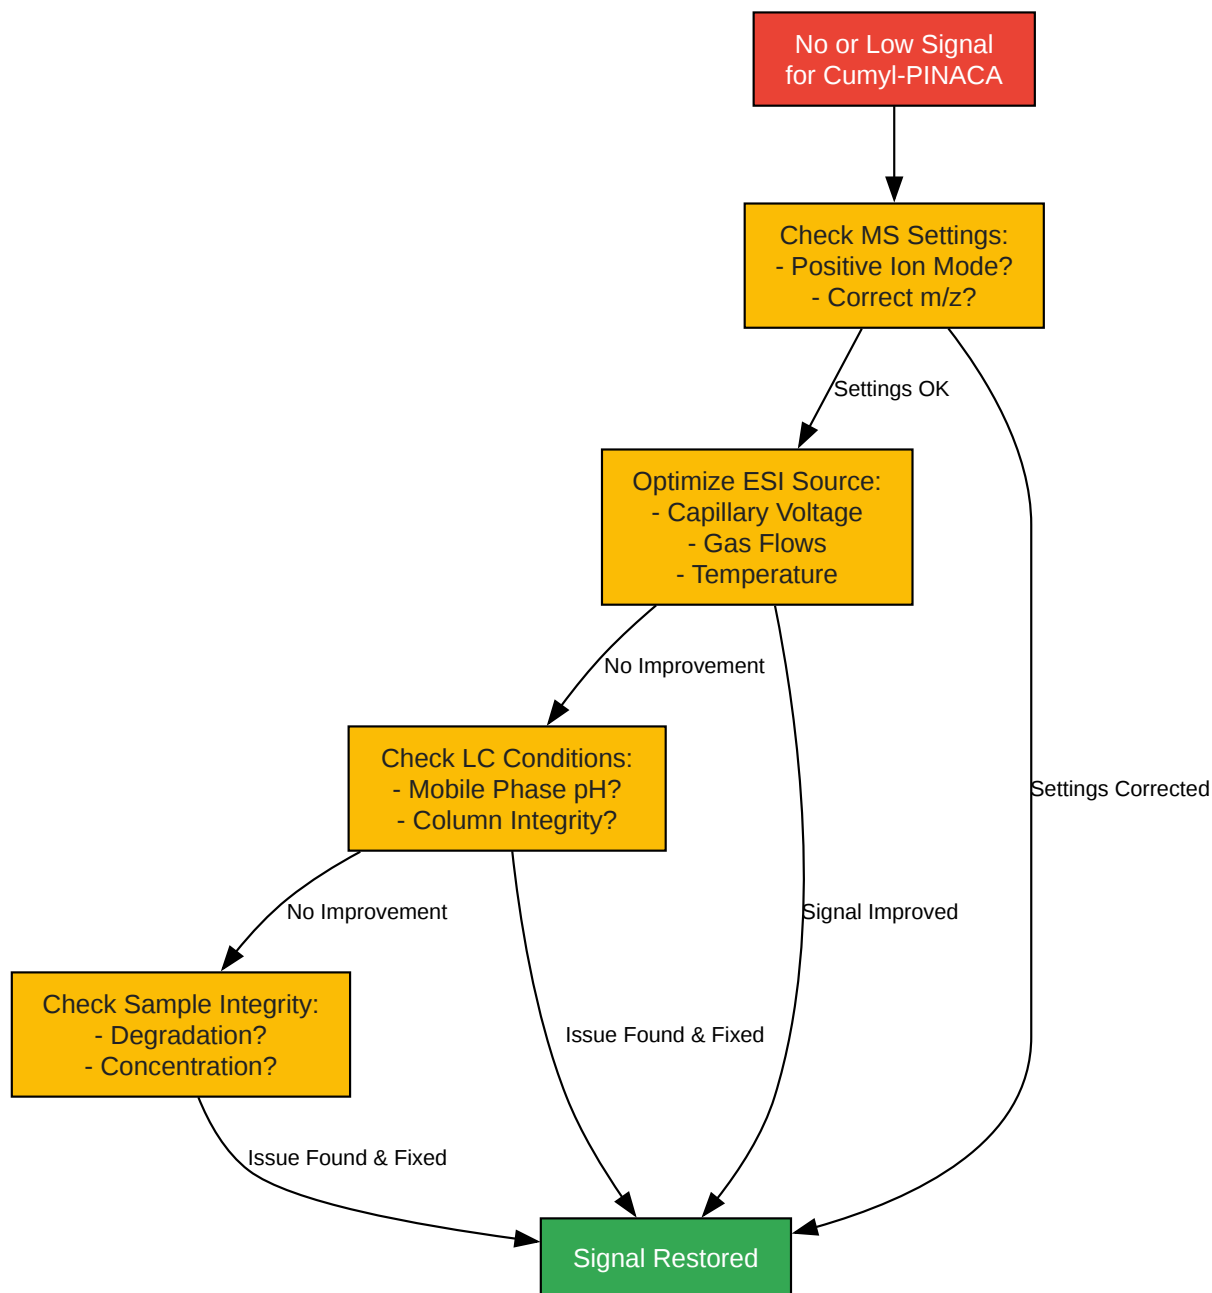 No or Low Signal
for Cumyl-PINACA
Check MS Settings:
- Positive Ion Mode?
- Correct m/z?
Settings OK
Optimize ESI Source:
- Capillary Voltage
- Gas Flows
- Temperature
No Improvement
Check LC Conditions:
- Mobile Phase pH?
- Column Integrity?
Settings Corrected
No Improvement
Signal Improved
Check Sample Integrity:
- Degradation?
- Concentration?
Issue Found & Fixed
Issue Found & Fixed
Signal Restored